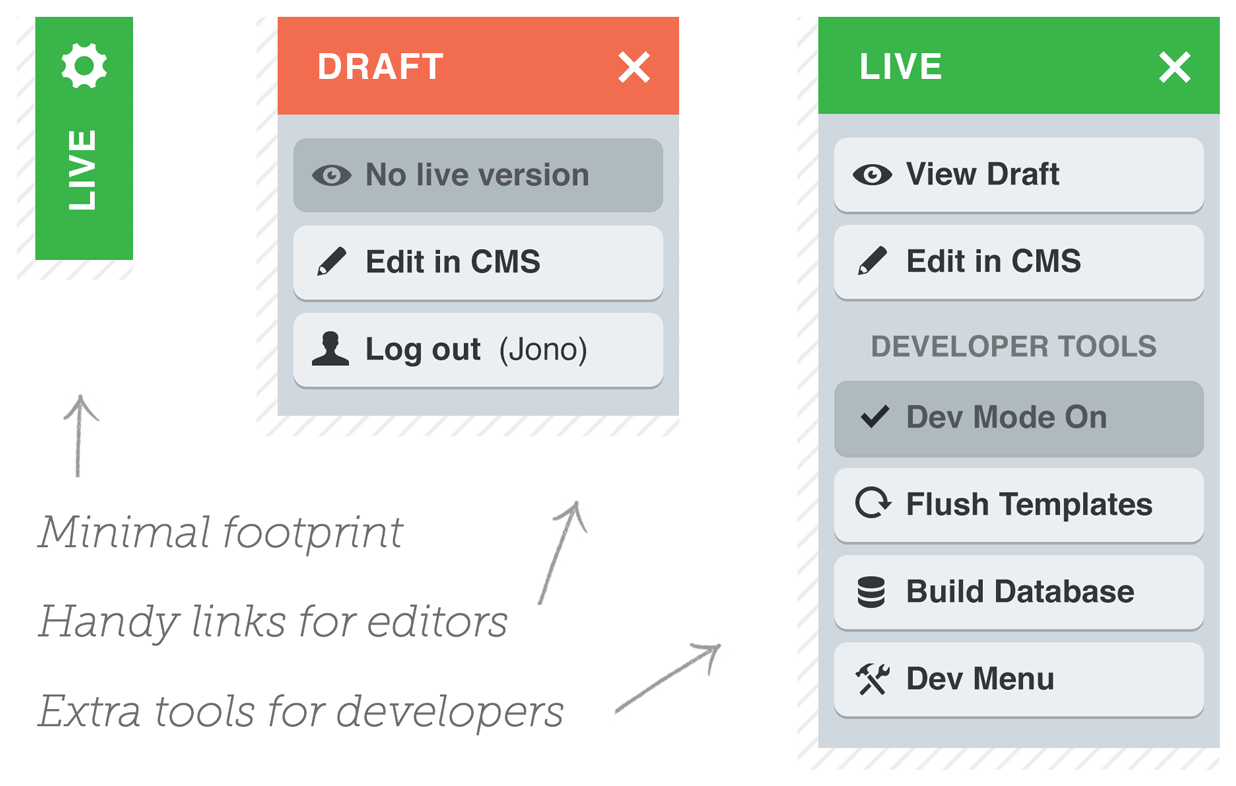 LIVE
DRAFT
No live version
Edit in CMS
Log out (Jono)
LIVE
View Draft
Edit in CMS
DEVELOPER TOOLS
Dev Mode On
Flush Templates
Build Database
Dev Menu
Minimal footprint
Handy links for editors
Extra tools for developers